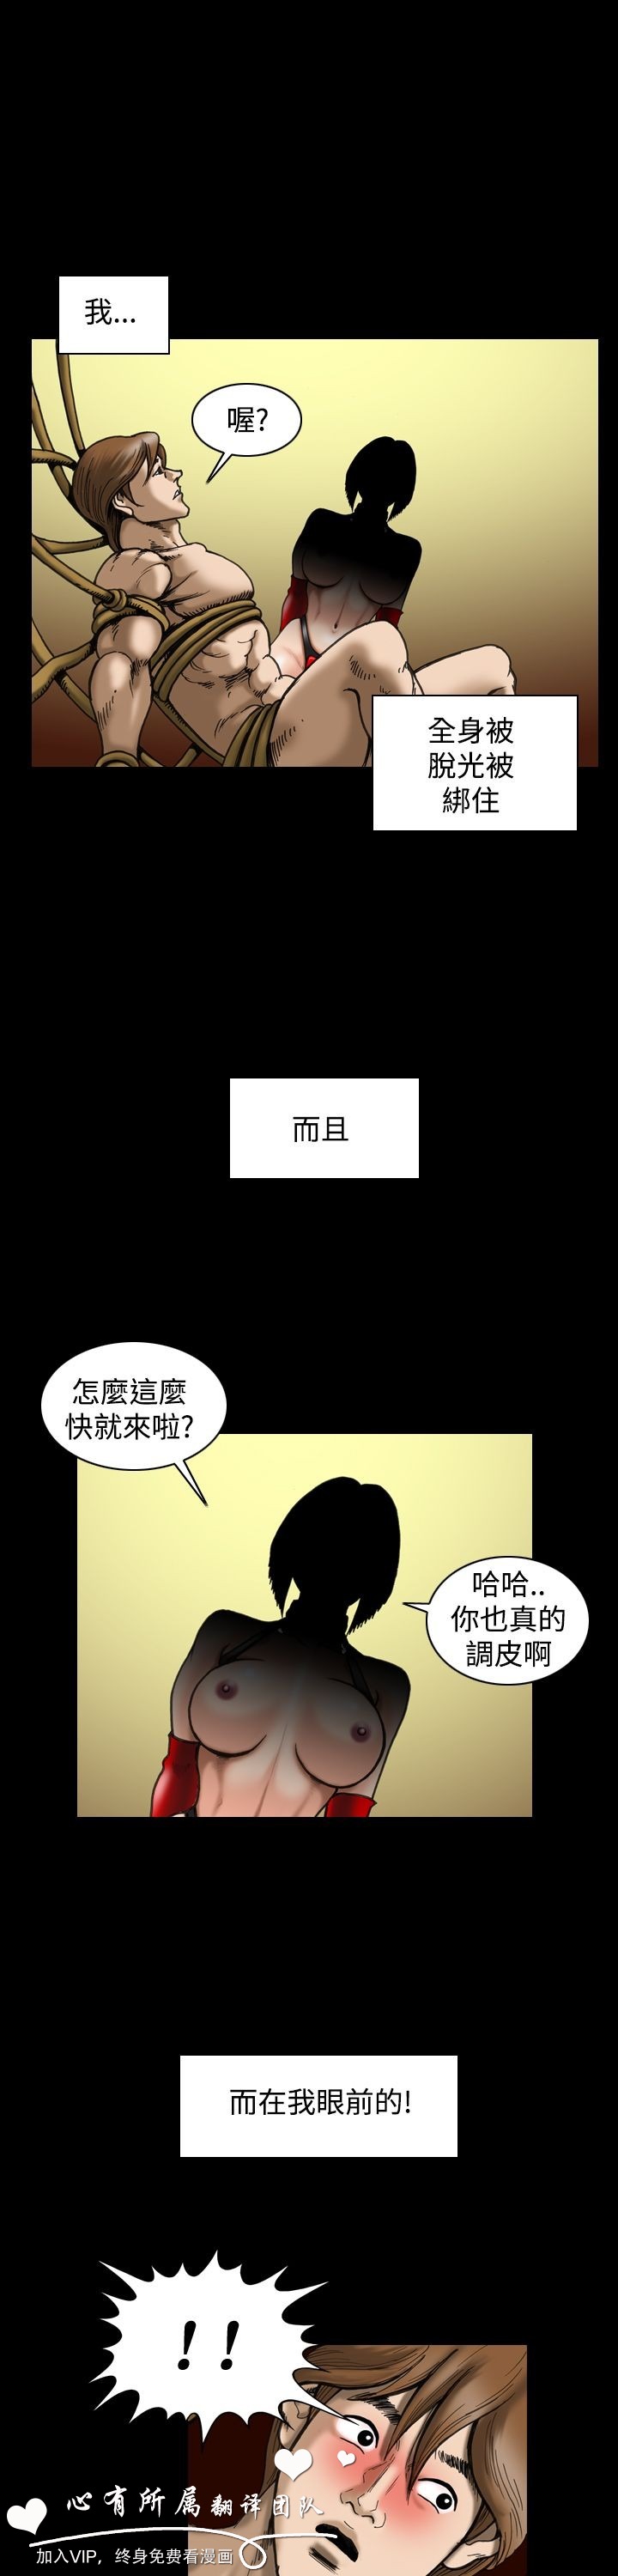 我...
喔?
全身被
脫光被
綁住
而且
怎麼這麼
快就來啦?
哈哈..
你也真的
調皮啊
而在我眼前的!
!!
心有所属翻译团队
加入VIP，终身免费看漫画